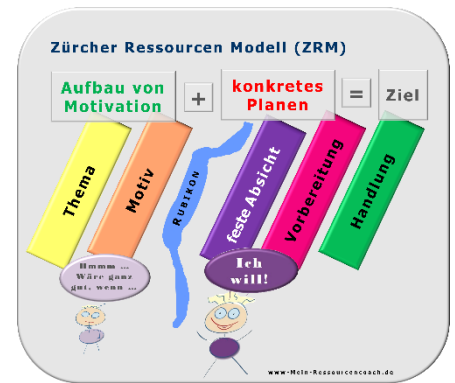 Zürcher Ressourcen Modell (ZRM)
Aufbau von
Motivation
+
konkretes
Planen
=
Ziel
Thema
Motiv
RUBIKON
feste Absicht
Vorbereitung
Handlung
Hmmm ...
Wäre ganz
gut, wenn ...
Ich
will!
www-Mein-Ressourcencoach.de